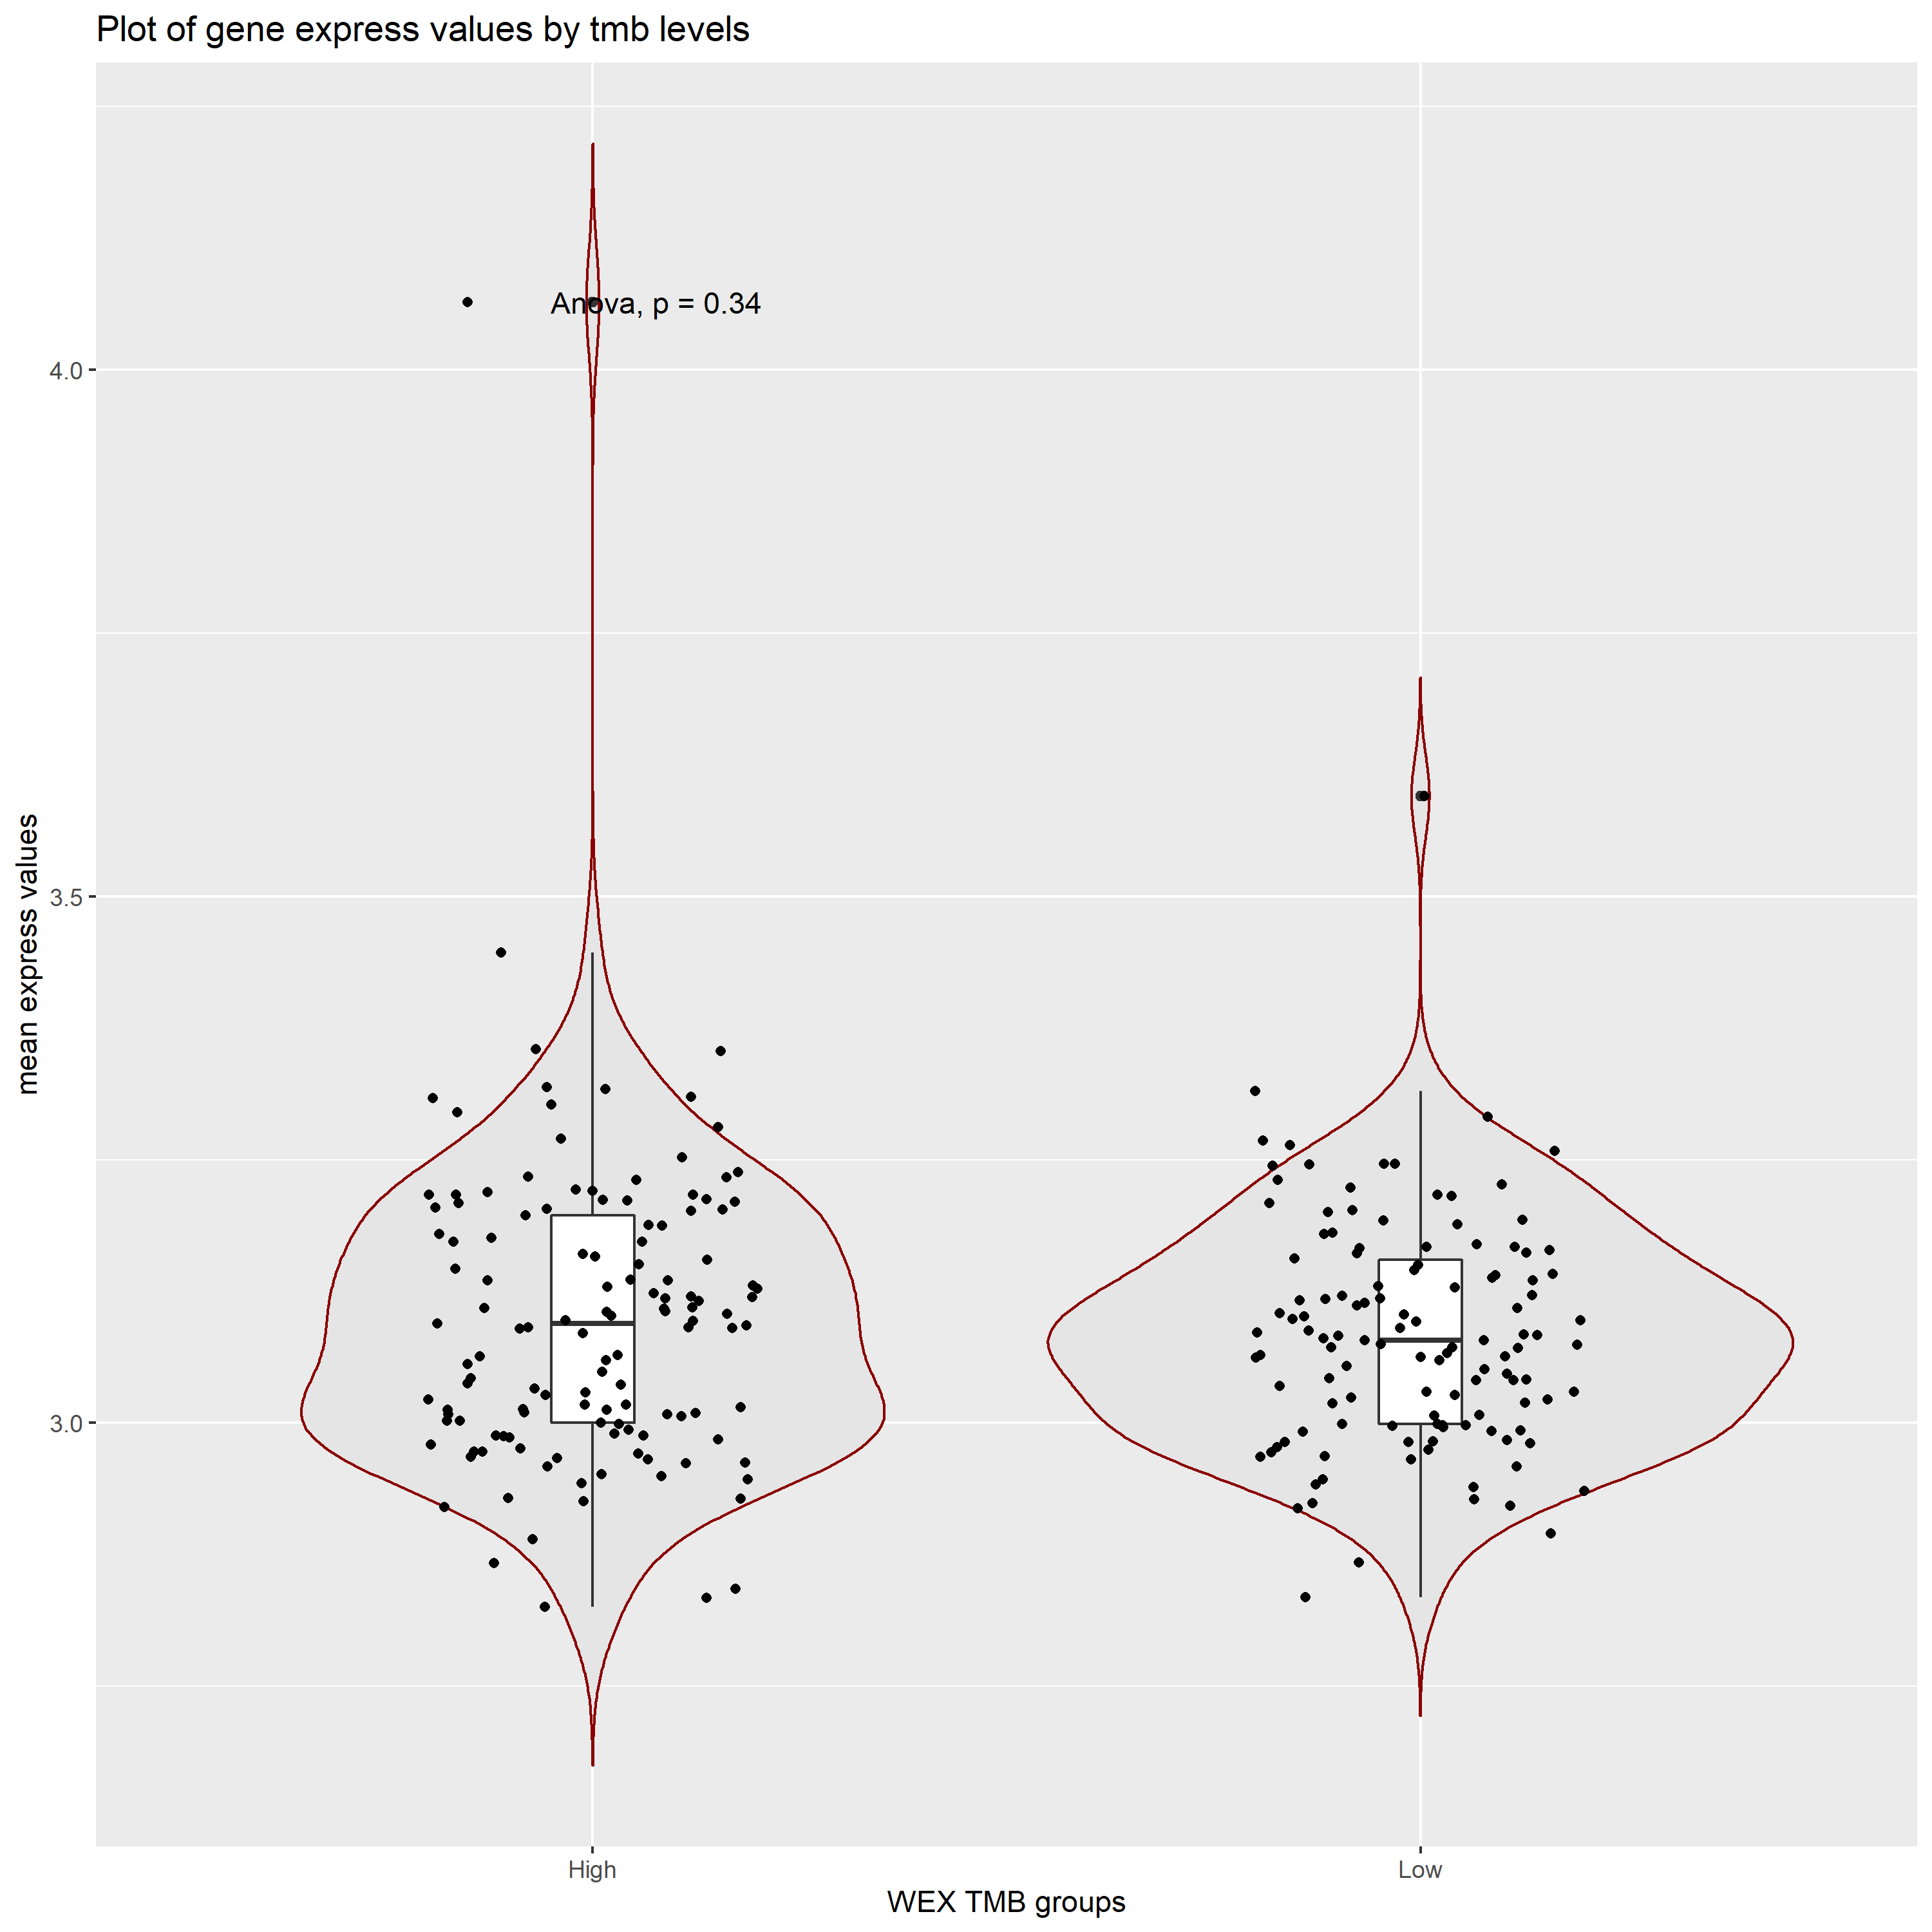 Plot of gene express values by tmb levels
Anova, p = 0.34
4.0
3.5
3.0
mean express values
High
Low
WEX TMB groups